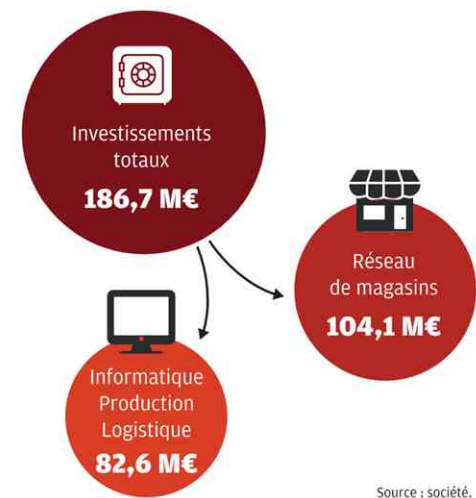 Investissements
totaux
186,7 M€
Réseau
de magasins
104,1 M€
Informatique
Production
Logistique
82,6 M€
Source : société.